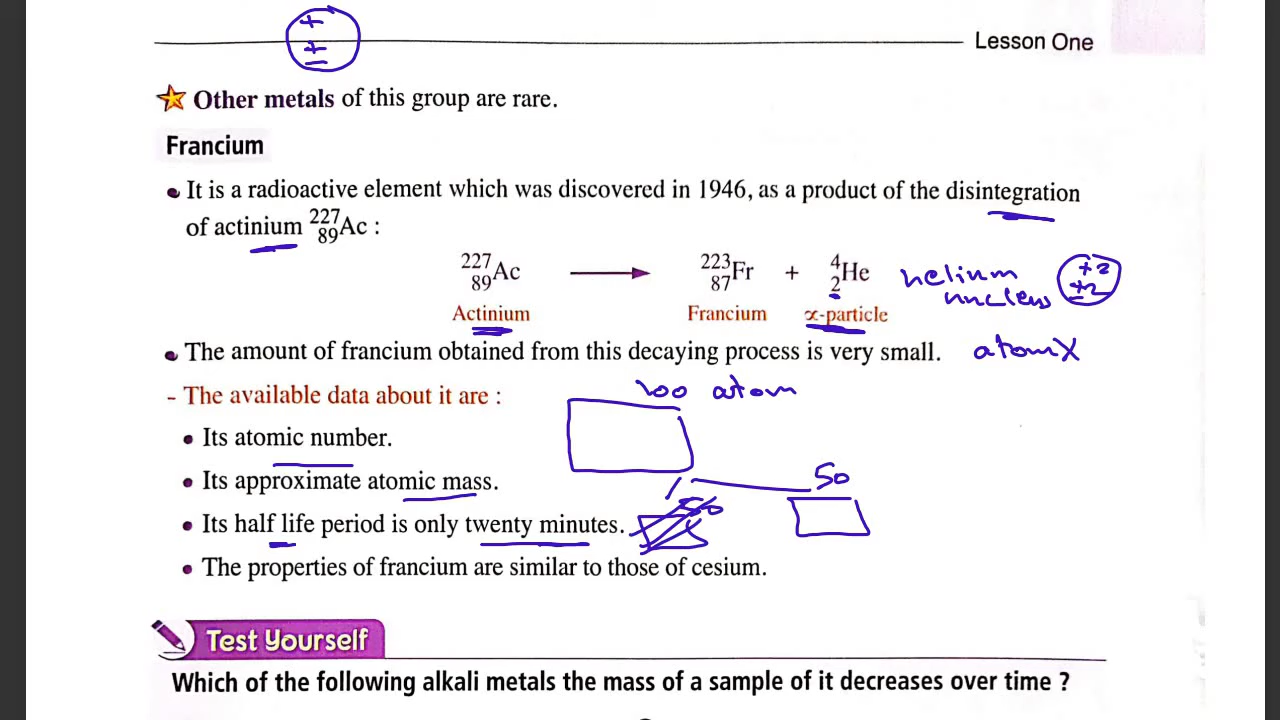 Lesson One
Other metals of this group are rare.
Francium
• It is a radioactive element which was discovered in 1946, as a product of the disintegration
of actinium ²²⁷₈₉Ac :
²²⁷₈₉Ac ⟶ ²²³₈₇Fr + ⁴₂He helium
nucleus
+2
+2
Actinium Francium α-particle
• The amount of francium obtained from this decaying process is very small. atom X
- The available data about it are : 100 atom
• Its atomic number.
• Its approximate atomic mass. 50
• Its half life period is only twenty minutes. 50
• The properties of francium are similar to those of cesium.
Test Yourself
Which of the following alkali metals the mass of a sample of it decreases over time ?